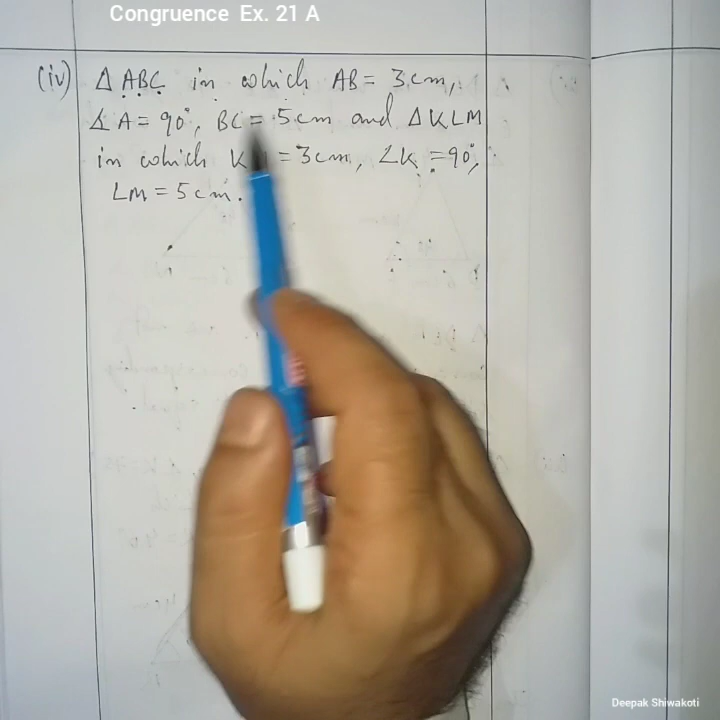 Congruence Ex. 21 A
(iv) Δ ABC in which AB = 3cm,
∠A = 90°, BC = 5cm and ΔKLM
in which K = 3cm, ∠K = 90°,
LM = 5cm.
Deepak Shiwakoti